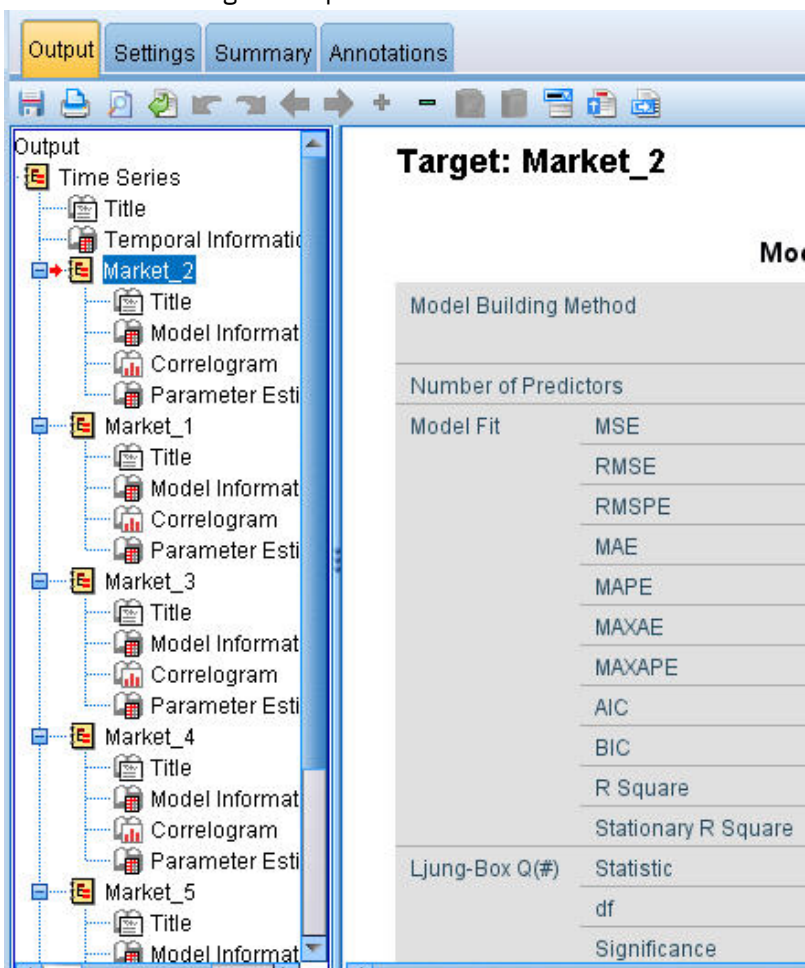 Output Settings Summary Annotations
Output
Time Series
Title
Temporal Informatic
Market_2
Title
Model Informat
Correlogram
Parameter Esti
Market_1
Title
Model Informat
Correlogram
Parameter Esti
Market_3
Title
Model Informat
Correlogram
Parameter Esti
Market_4
Title
Model Informat
Correlogram
Parameter Esti
Market_5
Title
Model Informat
Target: Market_2
Model Building Method
Number of Predictors
Model Fit MSE
RMSE
RMSPE
MAE
MAPE
MAXAE
MAXAPE
AIC
BIC
R Square
Stationary R Square
Ljung-Box Q(#) Statistic
df
Significance